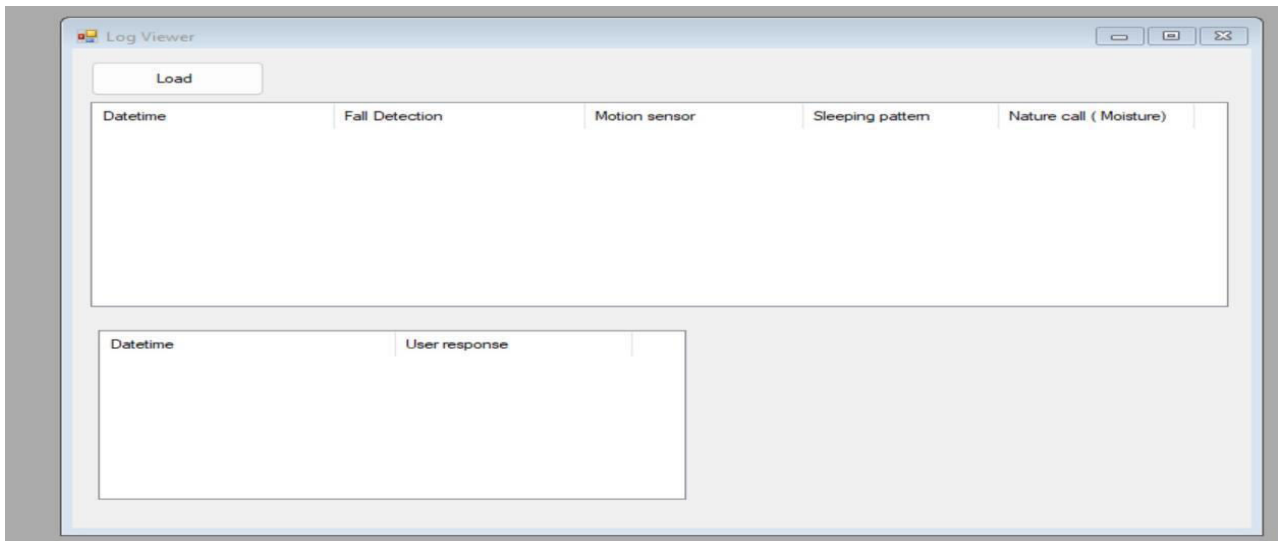 Log Viewer
Load
Datetime Fall Detection Motion sensor Sleeping pattern Nature call ( Moisture)
Datetime User response